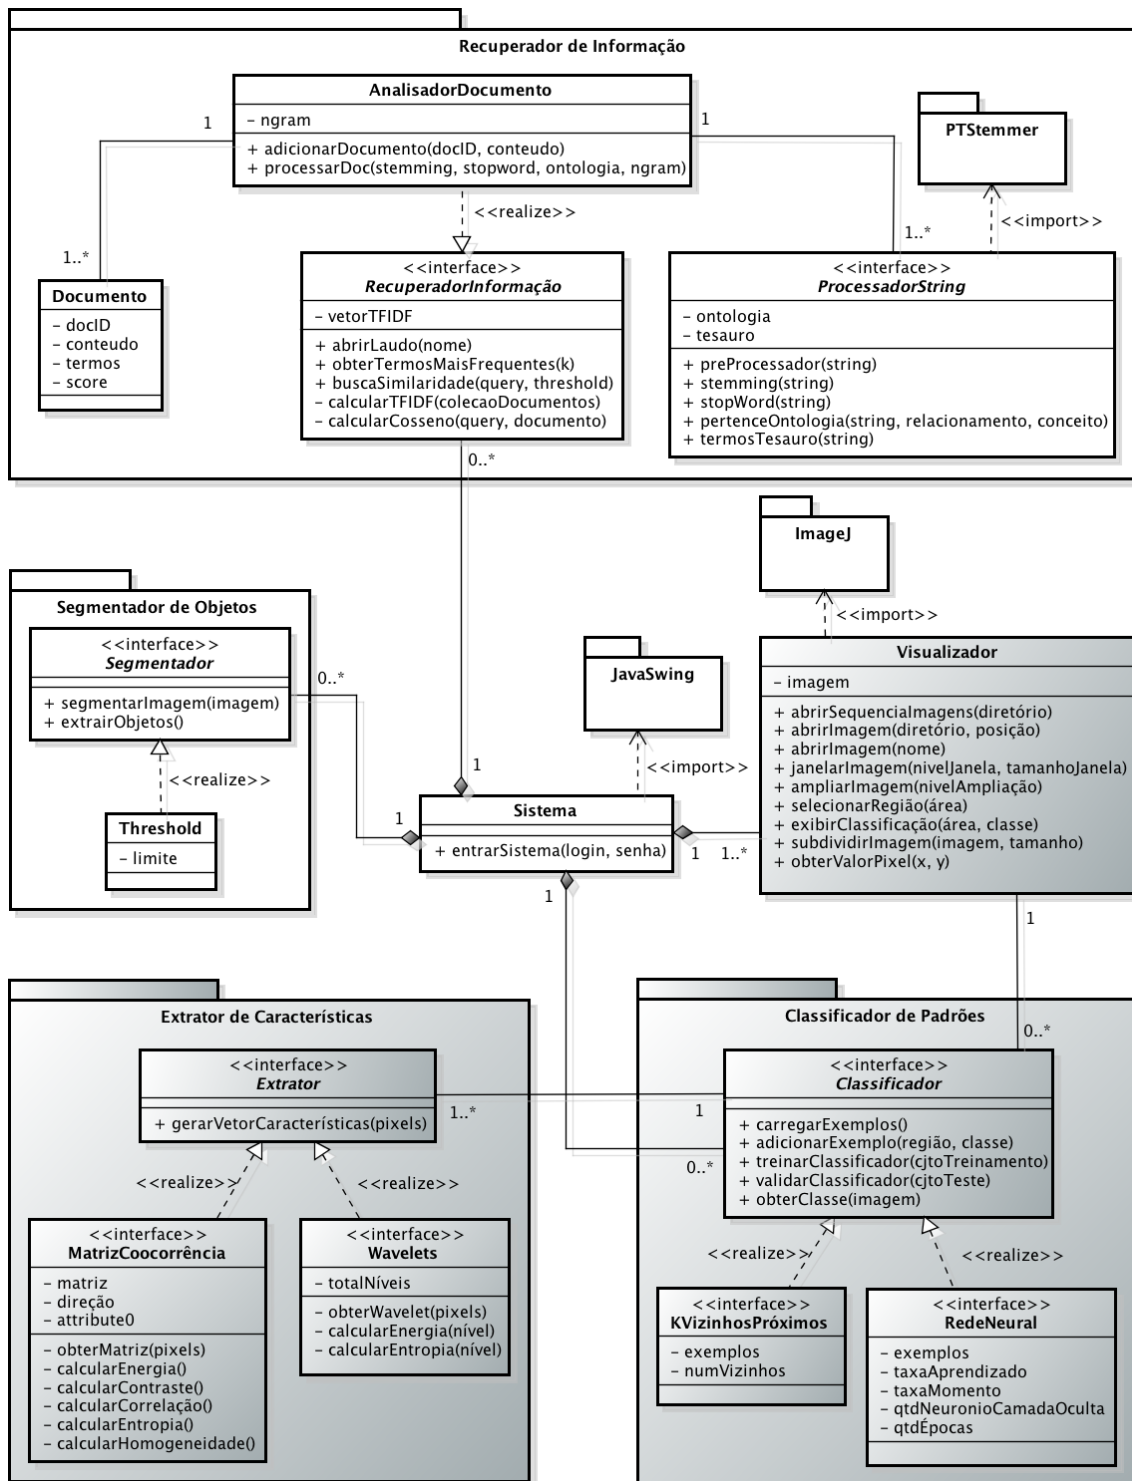 Recuperador de Informação
AnalisadorDocumento
- ngram
+ adicionarDocumento(docID, conteudo)
+ processarDoc(stemming, stopword, ontologia, ngram)
1
1
PTStemmer
<<realize>>
<<import>>
1..*
1..*
Documento
- docID
- conteudo
- termos
- score
<<interface>>
RecuperadorInformação
- vetorTFIDF
+ abrirLaudo(nome)
+ obterTermosMaisFrequentes(k)
+ buscaSimilaridade(query, threshold)
- calcularTFIDF(colecaoDocumentos)
- calcularCosseno(query, documento)
<<interface>>
ProcessadorString
- ontologia
- tesauro
+ preProcessador(string)
+ stemming(string)
+ stopWord(string)
+ pertenceOntologia(string, relacionamento, conceito)
+ termosTesauro(string)
0..*
ImageJ
<<import>>
Segmentador de Objetos
<<interface>>
Segmentador
+ segmentarImagem(imagem)
+ extrairObjetos()
0..*
<<realize>>
Threshold
- limite
JavaSwing
<<import>>
1
1
Sistema
+ entrarSistema(login, senha)
1
1..*
1
Visualizador
- imagem
+ abrirSequenciaImagens(diretório)
+ abrirImagem(diretório, posição)
+ abrirImagem(nome)
+ janelarImagem(nivelJanela, tamanhoJanela)
+ ampliarImagem(nivelAmpliação)
+ selecionarRegião(área)
+ exibirClassificação(área, classe)
+ subdividirImagem(imagem, tamanho)
+ obterValorPixel(x, y)
1
0..*
Extrator de Características
<<interface>>
Extrator
+ gerarVetorCaracterísticas(pixels)
1..*
1
0..*
<<realize>>
<<realize>>
<<interface>>
MatrizCoocorrência
- matriz
- direção
- attribute0
- obterMatriz(pixels)
- calcularEnergia()
- calcularContraste()
- calcularCorrelação()
- calcularEntropia()
- calcularHomogeneidade()
<<interface>>
Wavelets
- totalNíveis
- obterWavelet(pixels)
- calcularEnergia(nível)
- calcularEntropia(nível)
Classificador de Padrões
<<interface>>
Classificador
+ carregarExemplos()
+ adicionarExemplo(região, classe)
+ treinarClassificador(cjtoTreinamento)
+ validarClassificador(cjtoTeste)
+ obterClasse(imagem)
<<realize>>
<<realize>>
<<interface>>
KVizinhosPróximos
- exemplos
- numVizinhos
<<interface>>
RedeNeural
- exemplos
- taxaAprendizado
- taxaMomento
- qtdNeuronioCamadaOculta
- qtdÉpocas